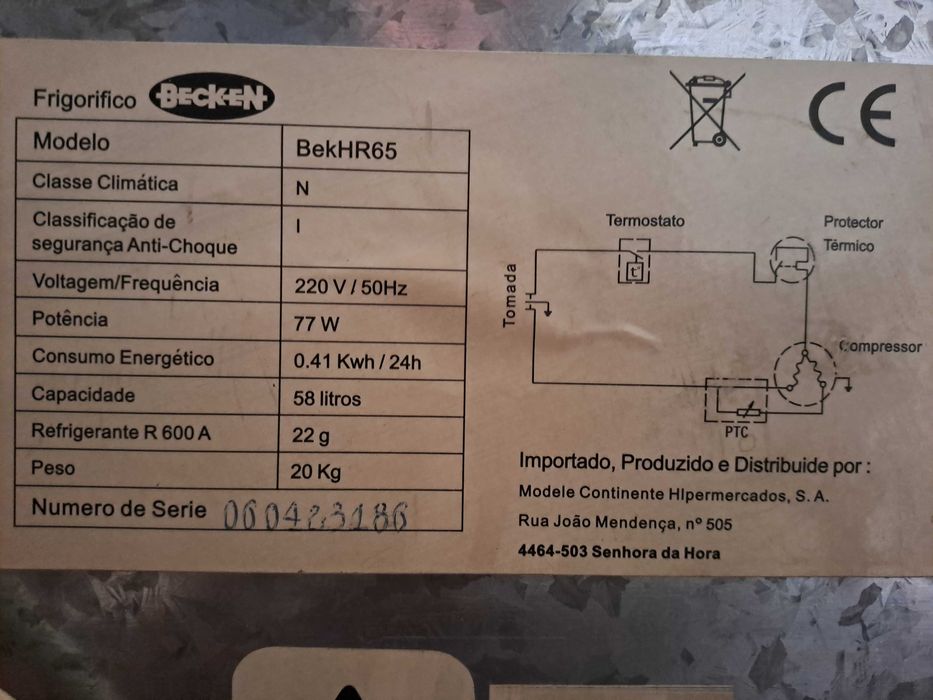 Frigorifico BECKEN
Modelo BekHR65
Classe Climática N
Classificação de
segurança Anti-Choque I
Voltagem/Frequência 220 V / 50Hz
Potência 77 W
Consumo Energético 0.41 Kwh / 24h
Capacidade 58 litros
Refrigerante R 600 A 22 g
Peso 20 Kg
Numero de Serie
CE
Termostato
Protector
Térmico
Tomada
t°
Compressor
PTC
Importado, Produzido e Distribuide por :
Modele Continente HIpermercados, S. A.
Rua João Mendença, nº 505
4464-503 Senhora da Hora